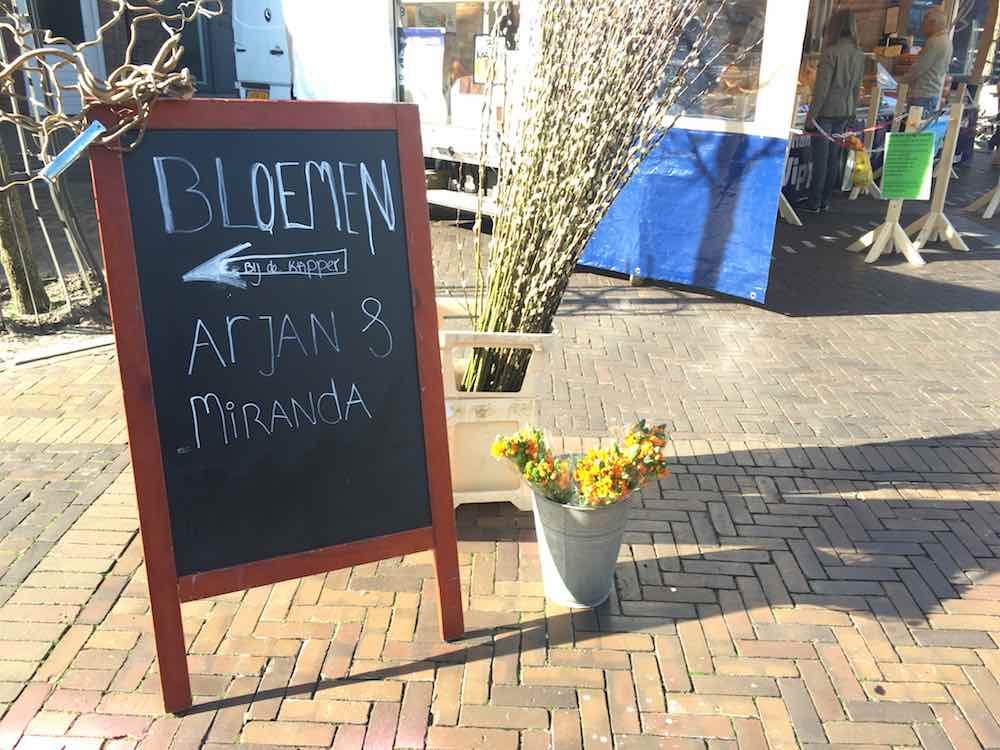 BLOEMEN
Bij de KAPPER
ARJAN &
MIRANDA